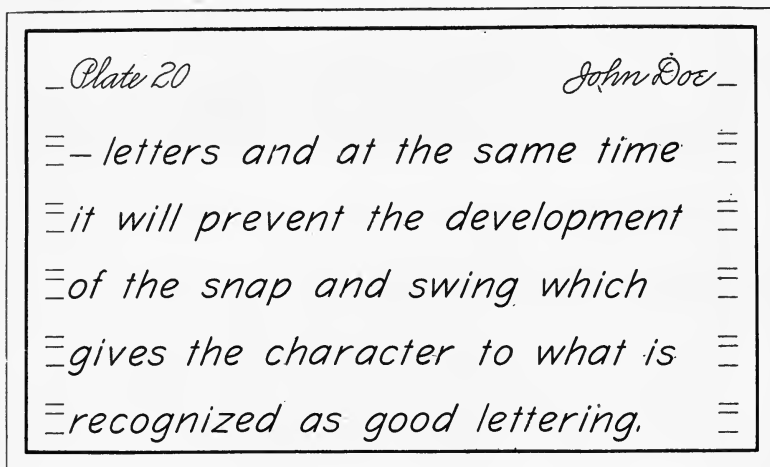 Plate 20 John Doe
– letters and at the same time
it will prevent the development
of the snap and swing which
gives the character to what is
recognized as good lettering.